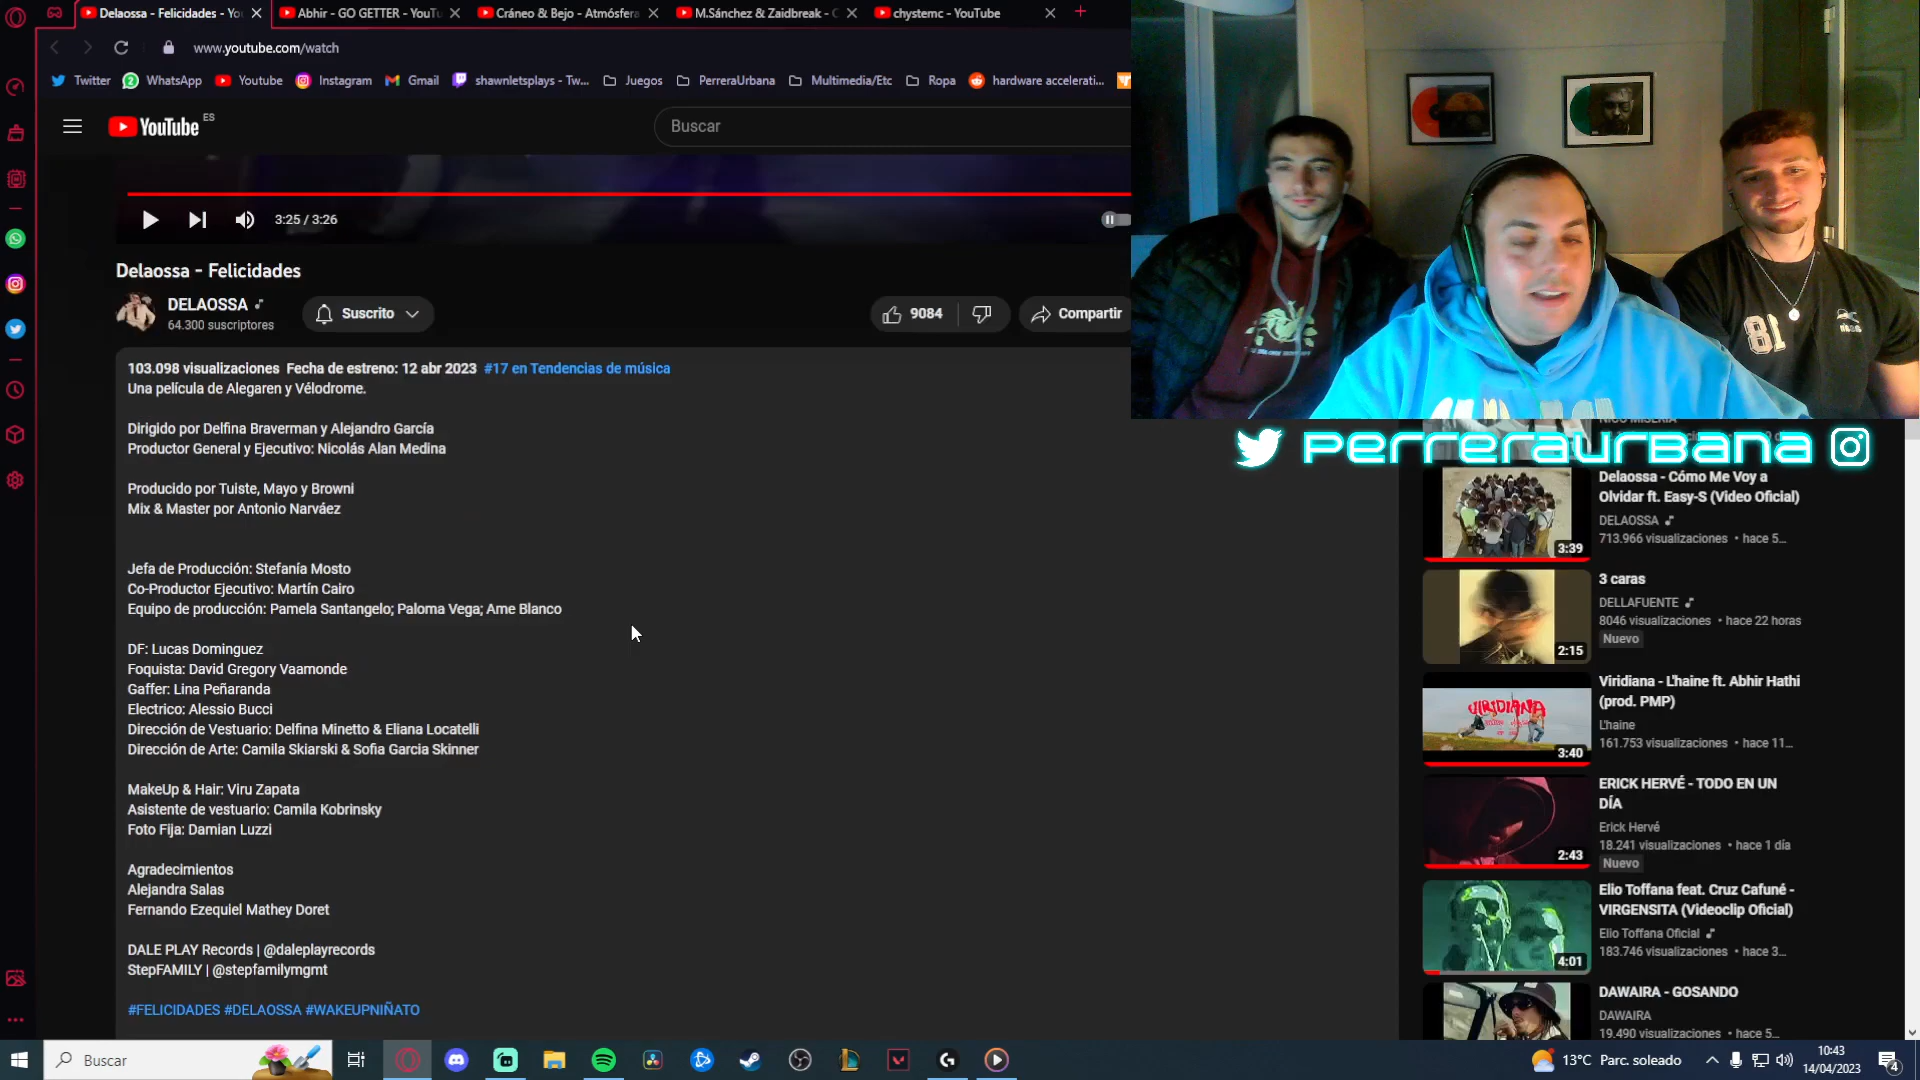 Delaossa - Felicidades - Yo
Abhir - GO GETTER - YouTu
Cráneo & Bejo - Atmósfera
M.Sánchez & Zaidbreak - C
chystemc - YouTube
www.youtube.com/watch
Twitter
WhatsApp
Youtube
Instagram
Gmail
shawnletsplays - Tw...
Juegos
PerreraUrbana
Multimedia/Etc
Ropa
hardware accelerati...
YouTube ES
Buscar
3:25 / 3:26
Delaossa - Felicidades
DELAOSSA
64.300 suscriptores
Suscrito
9084
Compartir
103.098 visualizaciones Fecha de estreno: 12 abr 2023 #17 en Tendencias de música
Una película de Alegaren y Vélodrome.
Dirigido por Delfina Braverman y Alejandro García
Productor General y Ejecutivo: Nicolás Alan Medina
Producido por Tuiste, Mayo y Browni
Mix & Master por Antonio Narváez
Jefa de Producción: Stefanía Mosto
Co-Productor Ejecutivo: Martín Cairo
Equipo de producción: Pamela Santangelo; Paloma Vega; Ame Blanco
DF: Lucas Dominguez
Foquista: David Gregory Vaamonde
Gaffer: Lina Peñaranda
Electrico: Alessio Bucci
Dirección de Vestuario: Delfina Minetto & Eliana Locatelli
Dirección de Arte: Camila Skiarski & Sofia Garcia Skinner
MakeUp & Hair: Viru Zapata
Asistente de vestuario: Camila Kobrinsky
Foto Fija: Damian Luzzi
Agradecimientos
Alejandra Salas
Fernando Ezequiel Mathey Doret
DALE PLAY Records | @daleplayrecords
StepFAMILY | @stepfamilymgmt
#FELICIDADES #DELAOSSA #WAKEUPNIÑATO
81
perreraurbana
NICO MISERIA
Delaossa - Cómo Me Voy a
Olvidar ft. Easy-S (Video Oficial)
DELAOSSA
713.966 visualizaciones • hace 5...
3:39
3 caras
DELLAFUENTE
8046 visualizaciones • hace 22 horas
Nuevo
2:15
Viridiana - L'haine ft. Abhir Hathi
(prod. PMP)
L'haine
161.753 visualizaciones • hace 11...
VIRIDIANA
3:40
ERICK HERVÉ - TODO EN UN
DÍA
Erick Hervé
18.241 visualizaciones • hace 1 día
Nuevo
2:43
Elio Toffana feat. Cruz Cafuné -
VIRGENSITA (Videoclip Oficial)
Elio Toffana Oficial
183.746 visualizaciones • hace 3...
4:01
DAWAIRA - GOSANDO
DAWAIRA
19.490 visualizaciones • hace 5...
Buscar
13°C Parc. soleado
10:43
14/04/2023
4